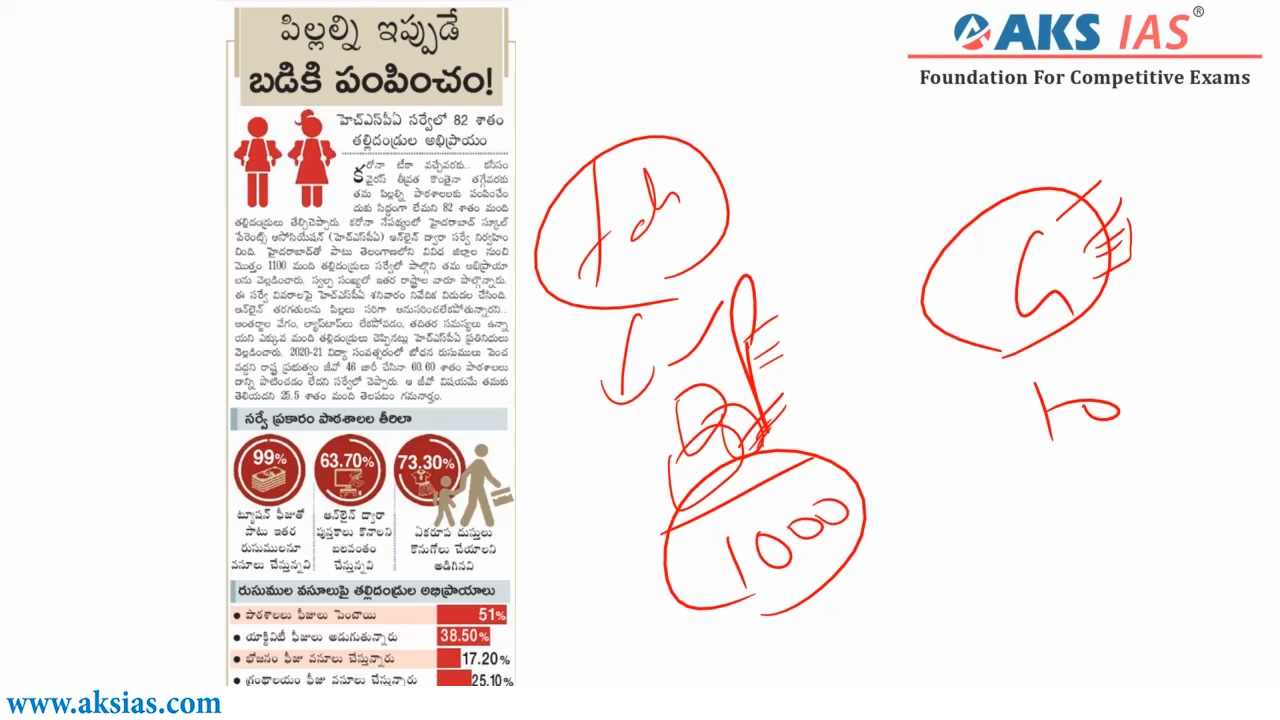 పిల్లల్ని ఇప్పుడే
బడికి పంపించం!
హెచ్ఎస్‌పీఏ సర్వేలో 82 శాతం
తల్లిదండ్రుల అభిప్రాయం
కరోనా టీకా వచ్చేవరకు.. కనీసం
వైరస్ తీవ్రత కొంతైనా తగ్గేవరకు
తమ పిల్లల్ని పాఠశాలలకు పంపించేం
దుకు సిద్ధంగా లేమని 82 శాతం మంది
తల్లిదండ్రులు తేల్చిచెప్పారు. కరోనా నేపథ్యంలో హైదరాబాద్ స్కూల్
పేరెంట్స్ అసోసియేషన్ (హెచ్ఎస్‌పీఏ) ఆన్‌లైన్ ద్వారా సర్వే నిర్వహిం
చింది. హైదరాబాద్‌తో పాటు తెలంగాణలోని వివిధ జిల్లాల నుంచి
మొత్తం 1100 మంది తల్లిదండ్రులు సర్వేలో పాల్గొని తమ అభిప్రాయా
లను వెల్లడించారు. స్వల్ప సంఖ్యలో ఇతర రాష్ట్రాల వారూ పాల్గొన్నారు.
ఈ సర్వే వివరాలపై హెచ్ఎస్‌పీఏ శనివారం నివేదిక విడుదల చేసింది.
ఆన్‌లైన్ తరగతులను పిల్లలు సరిగా అనుసరించలేకపోతున్నారని..
అంతర్జాల వేగం, ల్యాప్‌టాప్‌లు లేకపోవడం, తదితర సమస్యలు ఉన్నా
యని ఎక్కువ మంది తల్లిదండ్రులు చెప్పినట్లు హెచ్ఎస్‌పీఏ ప్రతినిధులు
వెల్లడించారు. 2020-21 విద్యా సంవత్సరంలో బోధన రుసుములు పెంచ
వద్దని రాష్ట్ర ప్రభుత్వం జీవో 46 జారీ చేసినా 60.60 శాతం పాఠశాలలు
దాన్ని పాటించడం లేదని సర్వేలో చెప్పారు. ఆ జీవో విషయమే తమకు
తెలియదని 25.5 శాతం మంది తెలపటం గమనార్హం.
సర్వే ప్రకారం పాఠశాలల తీరిలా
99% 63.70% 73.30%
ట్యూషన్ ఫీజుతో
పాటు ఇతర
రుసుములనూ
వసూలు చేస్తున్నవి
ఆన్‌లైన్ ద్వారా
పుస్తకాలు కొనాలని
బలవంతం
చేస్తున్నవి
ఏకరూప దుస్తులు
కొనుగోలు చేయాలని
అడిగినవి
రుసుముల వసూలుపై తల్లిదండ్రుల అభిప్రాయాలు
• పాఠశాలలు ఫీజులు పెంచాయి 51%
• యాక్టివిటీ ఫీజులు అడుగుతున్నారు 38.50%
• భోజనం ఫీజు వసూలు చేస్తున్నారు 17.20%
• గ్రంథాలయం ఫీజు వసూలు చేస్తున్నారు 25.10%
AKS IAS®
Foundation For Competitive Exams
1000
www.aksias.com